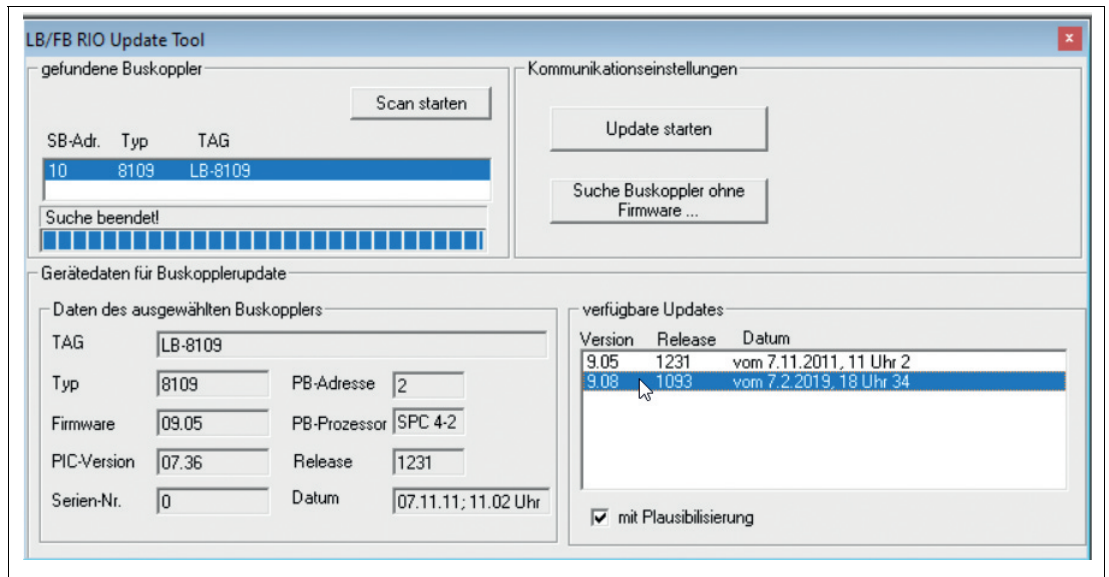 LB/FB RIO Update Tool
gefundene Buskoppler
Scan starten
SB-Adr. Typ TAG
10 8109 LB-8109
Suche beendet!
Kommunikationseinstellungen
Update starten
Suche Buskoppler ohne
Firmware ...
Gerätedaten für Buskopplerupdate
Daten des ausgewählten Buskopplers
TAG LB-8109
Typ 8109 PB-Adresse 2
Firmware 09.05 PB-Prozessor SPC 4-2
PIC-Version 07.36 Release 1231
Serien-Nr. 0 Datum 07.11.11; 11.02 Uhr
verfügbare Updates
Version Release Datum
9.05 1231 vom 7.11.2011, 11 Uhr 2
9.08 1093 vom 7.2.2019, 18 Uhr 34
mit Plausibilisierung